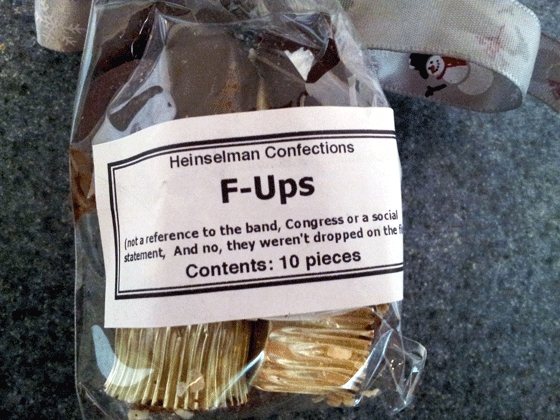 Heinselman Confections
F-Ups
(not a reference to the band, Congress or a social
statement, And no, they weren't dropped on the
Contents: 10 pieces